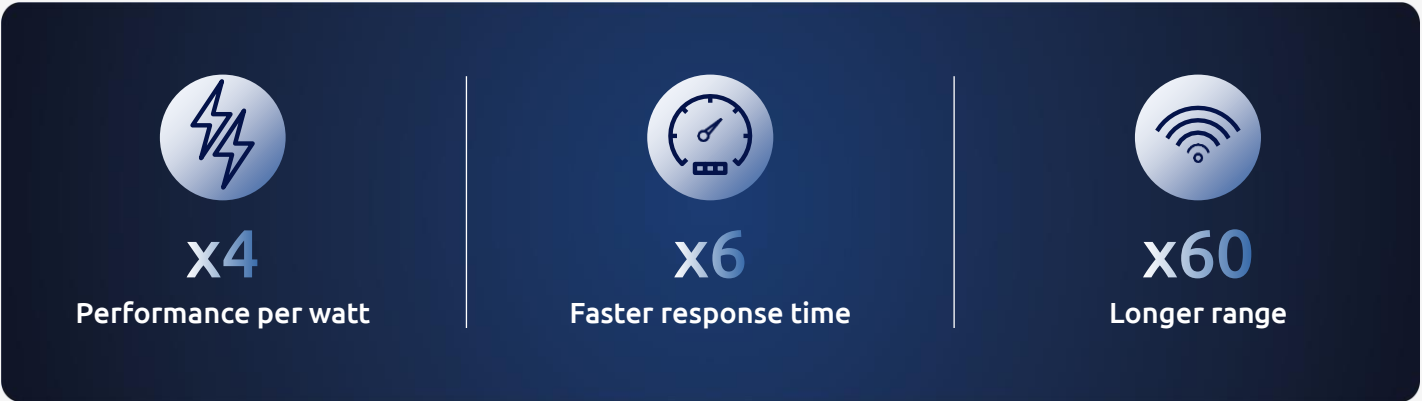 x4
Performance per watt
x6
Faster response time
x60
Longer range